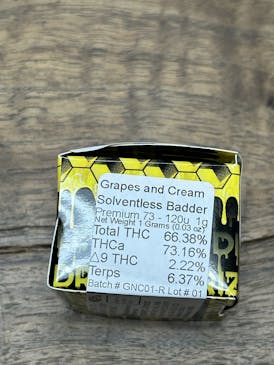 Grapes and Cream
Solventless Badder
Premium 73 - 120u 1g
Net Weight 1 Grams (0.03 oz)
Total THC 66.38%
THCa 73.16%
Δ9 THC 2.22%
Terps 6.37%
Batch # GNC01-R Lot # 01